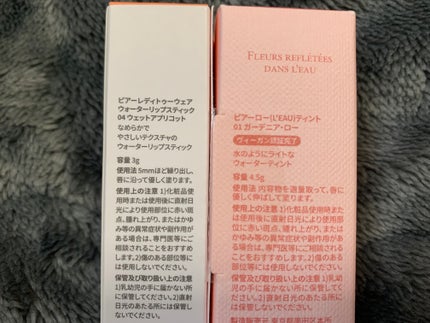 ピアーレディトゥーウェア
ウォーターリップスティック
04 ウェットアプリコット
なめらかで
やさしいテクスチャの
ウォーターリップスティック
容量 3g
使用法 5mmほど繰り出し、
唇に沿って優しく塗ります。
使用上の注意 1)化粧品使
用時または使用後に直射日
光により使用部位に赤い斑
点、腫れ上がり、またはか
ゆみ等の異常症状や副作用が
ある場合は、専門医等にご
相談されることをおすすめ
します。2)傷のある部位等に
は使用しないでください。
保管及び取り扱い上の注意
1)乳幼児の手の届かない所
に保管してください。2)直射
日光のあたる所には保管し
ないでください。
FLEURS REFLÉTÉES
DANS L'EAU
ピアーロー(L'EAU)ティント
01 ガーデニア・ロー
ヴィーガン認証完了
水のようにライトな
ウォーターティント
容量 4.5g
使用法 内容物を適量取って、唇に
優しく伸ばして塗ります。
使用上の注意 1)化粧品使用時ま
たは使用後に直射日光により使用
部位に赤い斑点、腫れ上がり、また
はかゆみ等の異常症状や副作用が
ある場合は、専門医等にご相談され
ることをおすすめします。2)傷のあ
る部位等には使用しないでください。
保管及び取り扱い上の注意 1)乳幼
児の手に届かない所に保管して
ください。2)直射日光のあたる所
には保管しないでください。